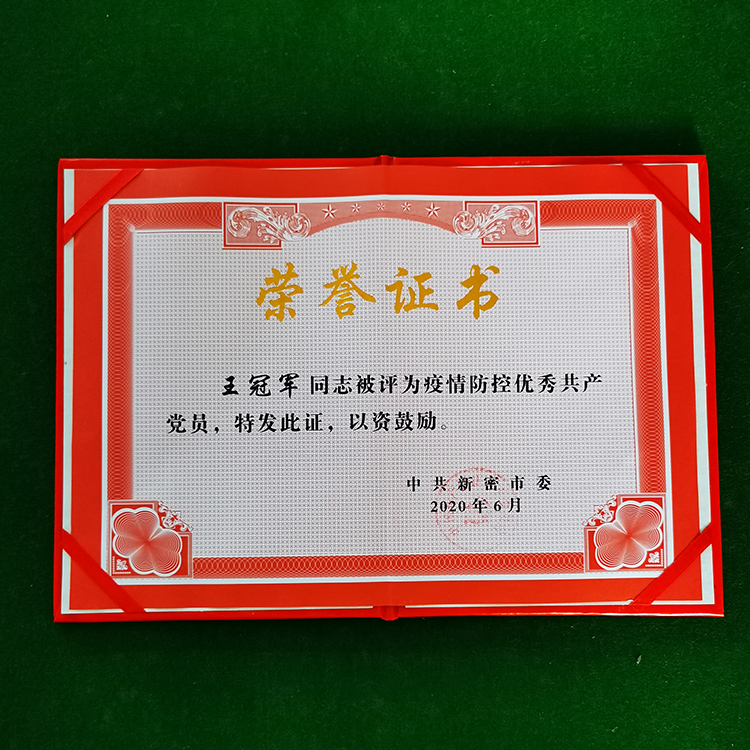 荣誉证书
王冠军同志被评为疫情防控优秀共产
党员，特发此证，以资鼓励。
中共新密市委
2020年6月